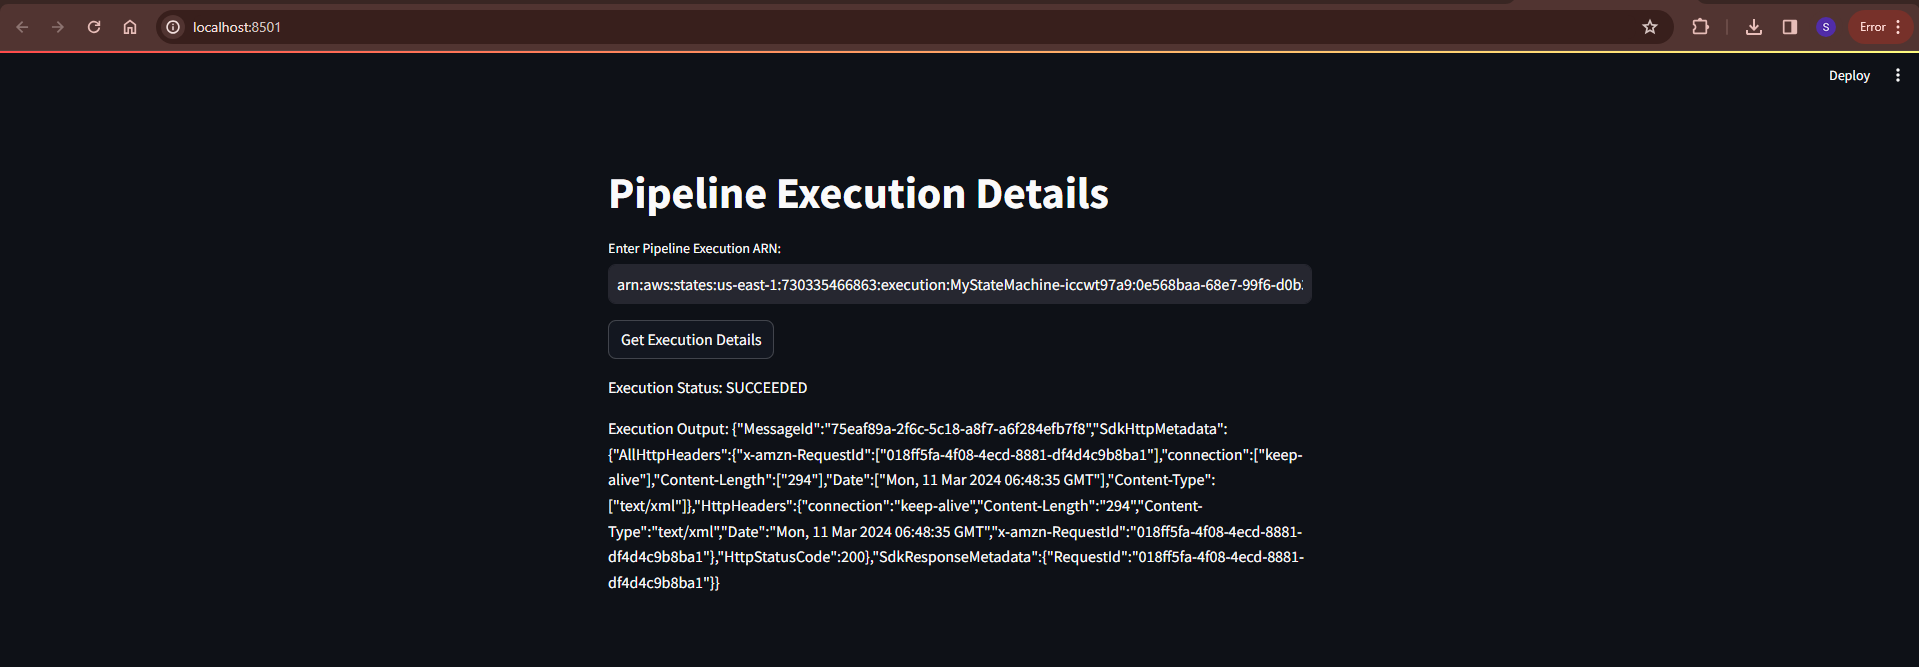 localhost:8501
S
Error
Deploy
Pipeline Execution Details
Enter Pipeline Execution ARN:
arn:aws:states:us-east-1:730335466863:execution:MyStateMachine-iccwt97a9:0e568baa-68e7-99f6-d0b
Get Execution Details
Execution Status: SUCCEEDED
Execution Output: {"MessageId":"75eaf89a-2f6c-5c18-a8f7-a6f284efb7f8","SdkHttpMetadata":
{"AllHttpHeaders":{"x-amzn-RequestId":["018ff5fa-4f08-4ecd-8881-df4d4c9b8ba1"],"connection":["keep-
alive"],"Content-Length":["294"],"Date":["Mon, 11 Mar 2024 06:48:35 GMT"],"Content-Type":
["text/xml"]},"HttpHeaders":{"connection":"keep-alive","Content-Length":"294","Content-
Type":"text/xml","Date":"Mon, 11 Mar 2024 06:48:35 GMT","x-amzn-RequestId":"018ff5fa-4f08-4ecd-8881-
df4d4c9b8ba1"},"HttpStatusCode":200},"SdkResponseMetadata":{"RequestId":"018ff5fa-4f08-4ecd-8881-
df4d4c9b8ba1"}}